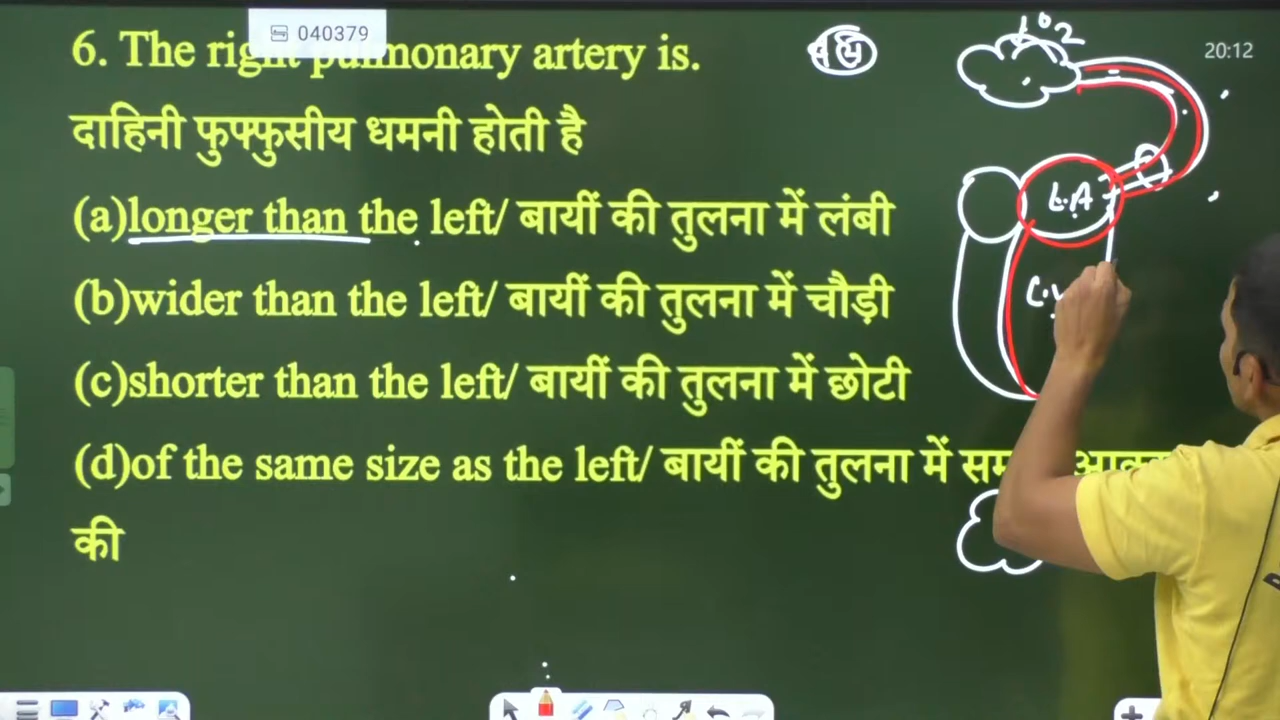 040379
6. The right pulmonary artery is.
20:12
दाहिनी फुफ्फुसीय धमनी होती है
(a)longer than the left/ बायीं की तुलना में लंबी
L.A
(b)wider than the left/ बायीं की तुलना में चौड़ी
(c)shorter than the left/ बायीं की तुलना में छोटी
(d)of the same size as the left/ बायीं की तुलना में
की